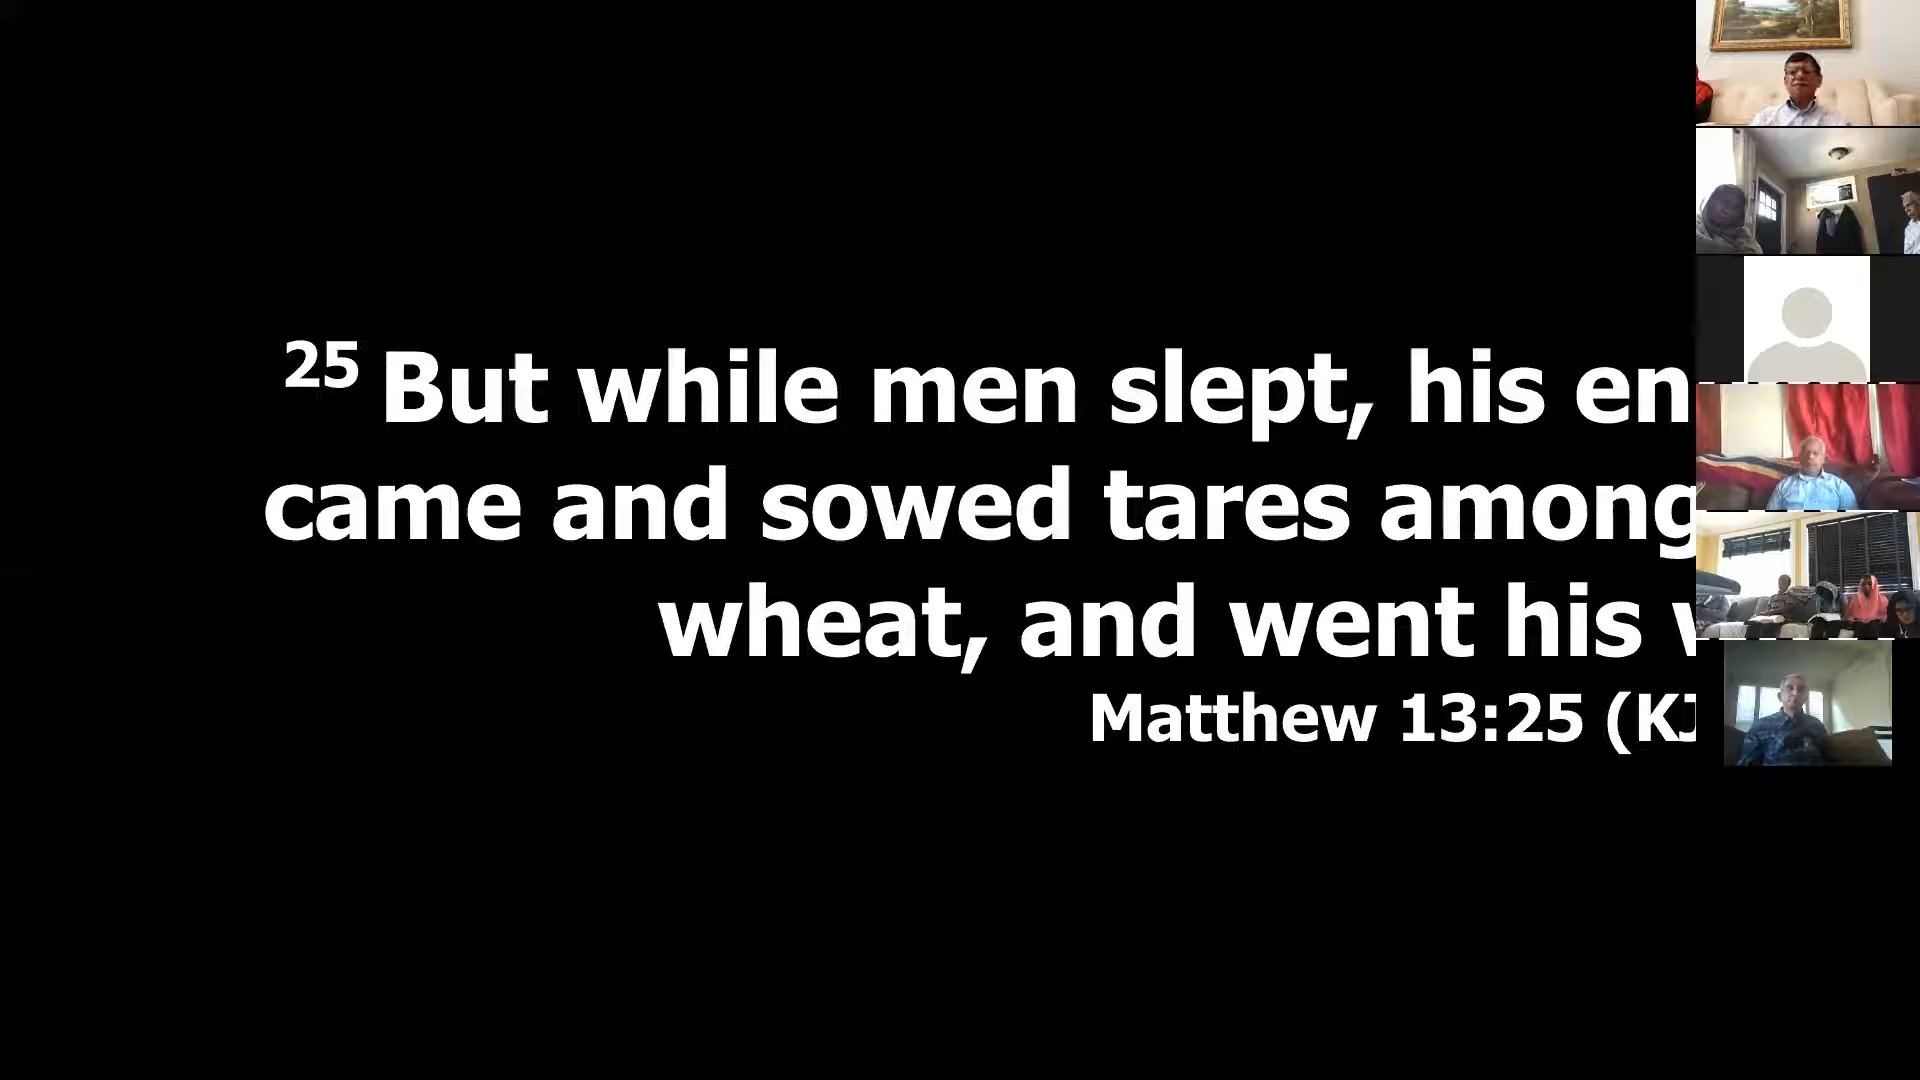 25 But while men slept, his en
came and sowed tares among
wheat, and went his
Matthew 13:25 (KJ